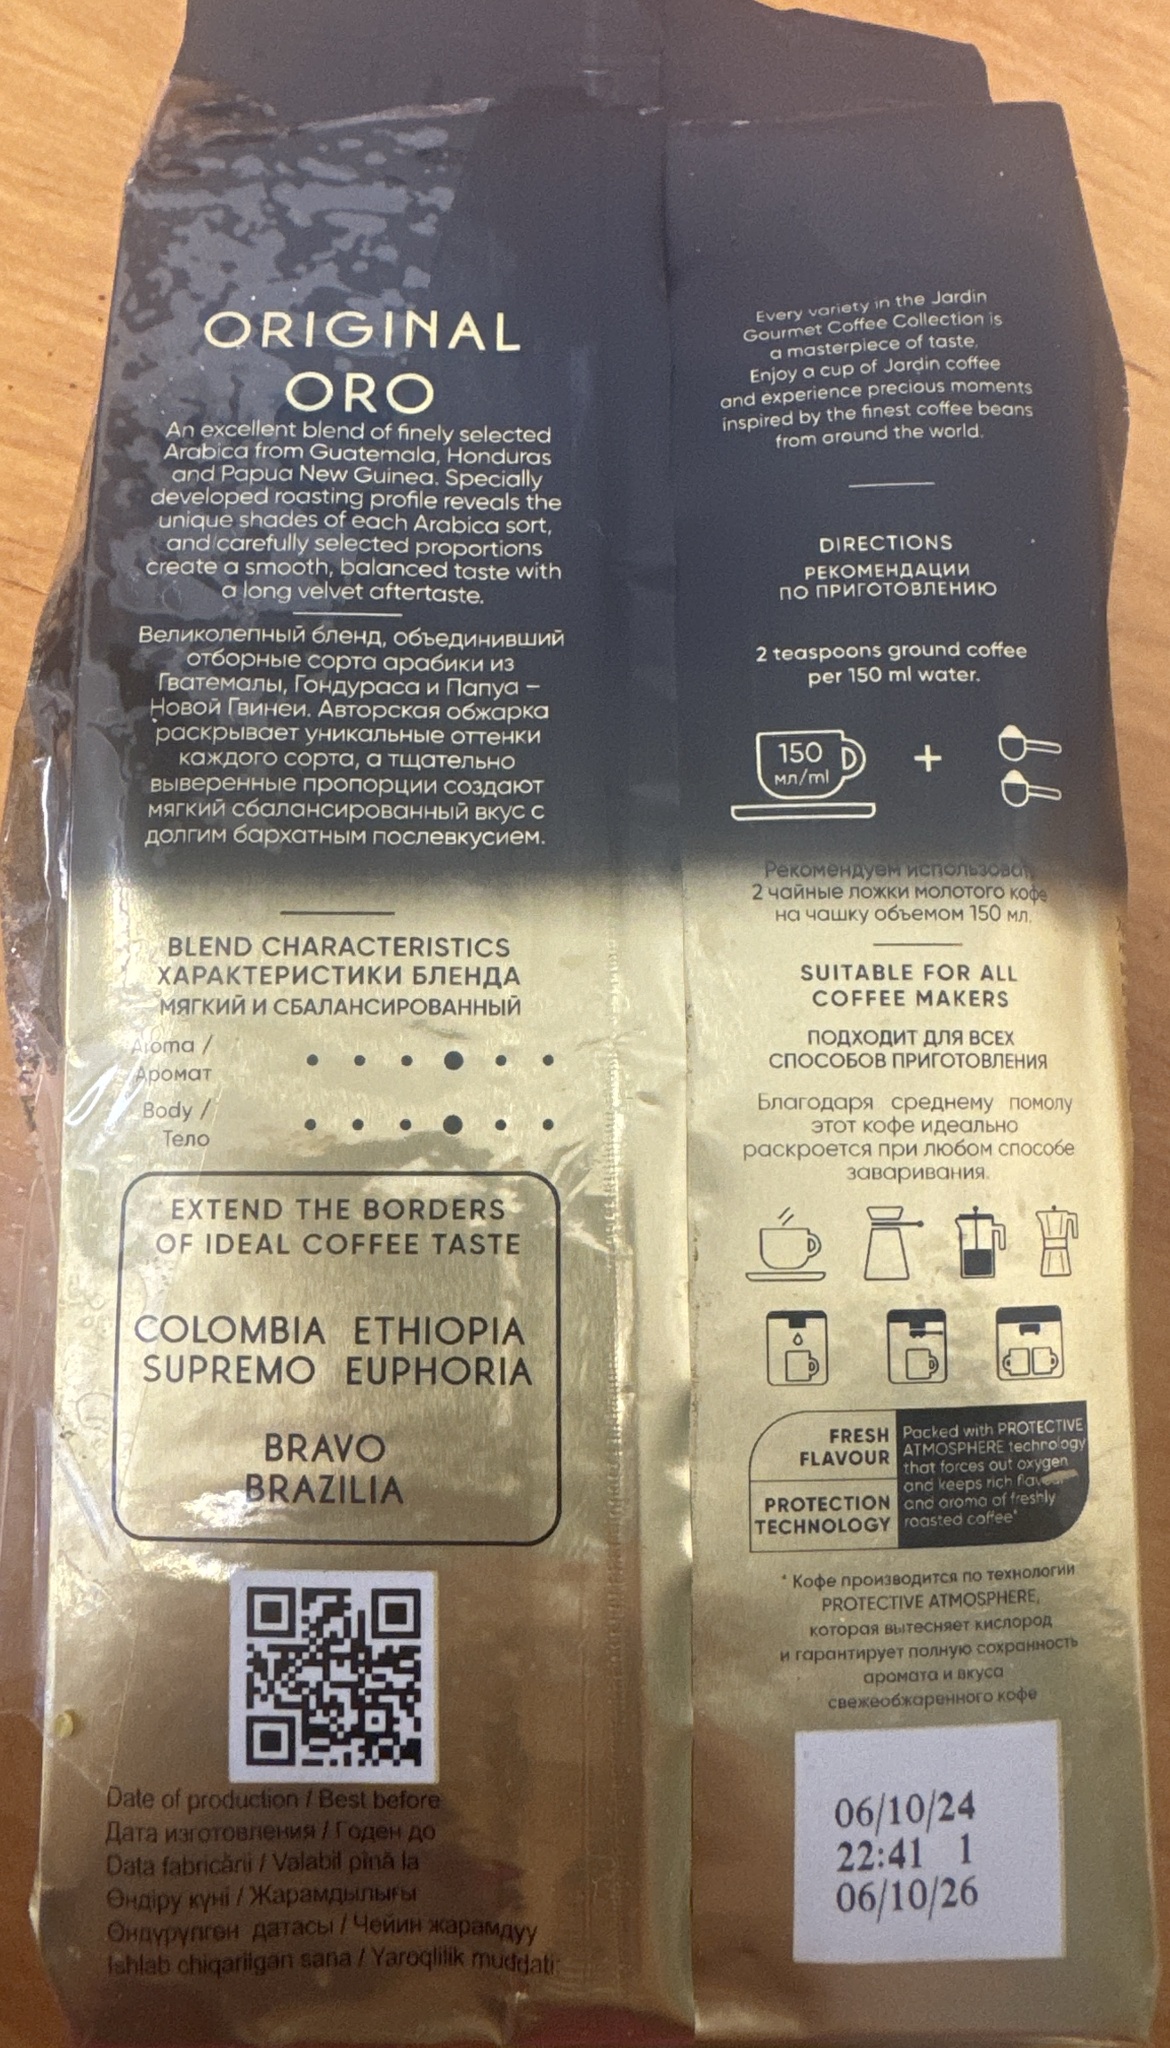 ORIGINAL
ORO
An excellent blend of finely selected
Arabica from Guatemala, Honduras
and Papua New Guinea. Specially
developed roasting profile reveals the
unique shades of each Arabica sort,
and carefully selected proportions
create a smooth, balanced taste with
a long velvet aftertaste.
Великолепный бленд, объединивший
отборные сорта арабики из
Гватемалы, Гондураса и Папуа –
Новой Гвинеи. Авторская обжарка
раскрывает уникальные оттенки
каждого сорта, а тщательно
выверенные пропорции создают
мягкий сбалансированный вкус с
долгим бархатным послевкусием.
BLEND CHARACTERISTICS
ХАРАКТЕРИСТИКИ БЛЕНДА
МЯГКИЙ И СБАЛАНСИРОВАННЫЙ
Aroma /
Аромат
Body /
Тело
EXTEND THE BORDERS
OF IDEAL COFFEE TASTE
COLOMBIA ETHIOPIA
SUPREMO EUPHORIA
BRAVO
BRAZILIA
Date of production / Best before
Дата изготовления / Годен до
Data fabricării / Valabil pînă la
Өндіру күні / Жарамдылығы
Өндүрүлгөн датасы / Чейин жарамдуу
Ishlab chiqarilgan sana / Yaroqlilik muddati:
Every variety in the Jardin
Gourmet Coffee Collection is
a masterpiece of taste.
Enjoy a cup of Jardin coffee
and experience precious moments
inspired by the finest coffee beans
from around the world.
DIRECTIONS
РЕКОМЕНДАЦИИ
ПО ПРИГОТОВЛЕНИЮ
2 teaspoons ground coffee
per 150 ml water.
150
мл/ml
+
Рекомендуем использовать
2 чайные ложки молотого кофе
на чашку объемом 150 мл.
SUITABLE FOR ALL
COFFEE MAKERS
ПОДХОДИТ ДЛЯ ВСЕХ
СПОСОБОВ ПРИГОТОВЛЕНИЯ
Благодаря среднему помолу
этот кофе идеально
раскроется при любом способе
заваривания.
FRESH
FLAVOUR
PROTECTION
TECHNOLOGY
Packed with PROTECTIVE
ATMOSPHERE technology
that forces out oxygen
and keeps rich flavour
and aroma of freshly
roasted coffee*
* Кофе производится по технологии
PROTECTIVE ATMOSPHERE,
которая вытесняет кислород
и гарантирует полную сохранность
аромата и вкуса
свежеобжаренного кофе
06/10/24
22:41 1
06/10/26